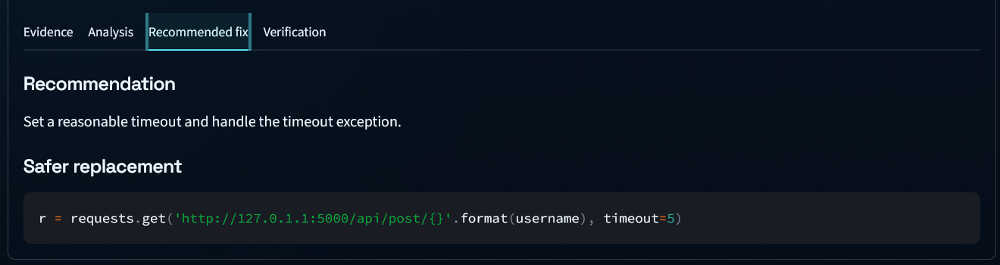 Evidence Analysis Recommended fix Verification
Recommendation
Set a reasonable timeout and handle the timeout exception.
Safer replacement
r = requests.get('http://127.0.1.1:5000/api/post/{}'.format(username), timeout=5)